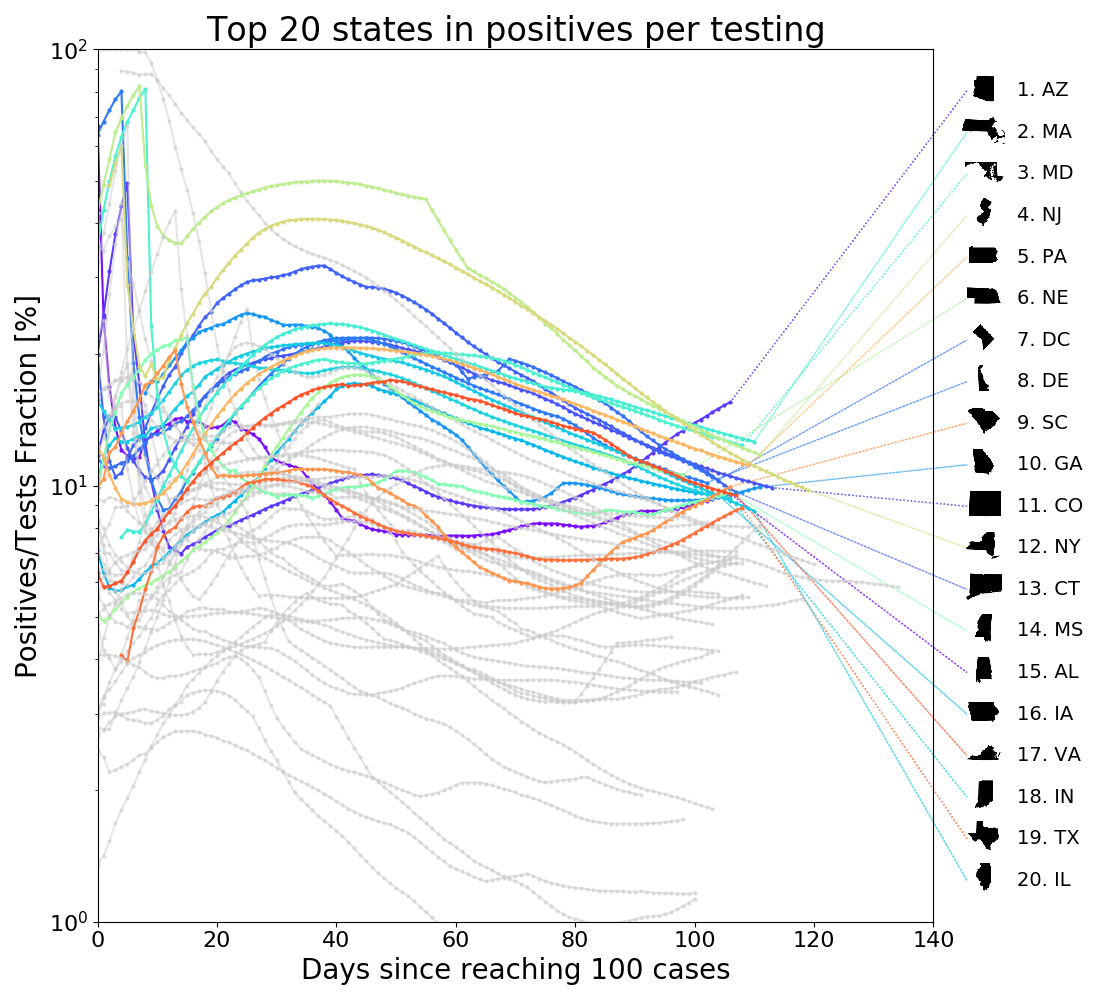 Top 20 states in positives per testing
10²
10¹
10⁰
Positives/Tests Fraction [%]
0 20 40 60 80 100 120 140
Days since reaching 100 cases
1. AZ
2. MA
3. MD
4. NJ
5. PA
6. NE
7. DC
8. DE
9. SC
10. GA
11. CO
12. NY
13. CT
14. MS
15. AL
16. IA
17. VA
18. IN
19. TX
20. IL